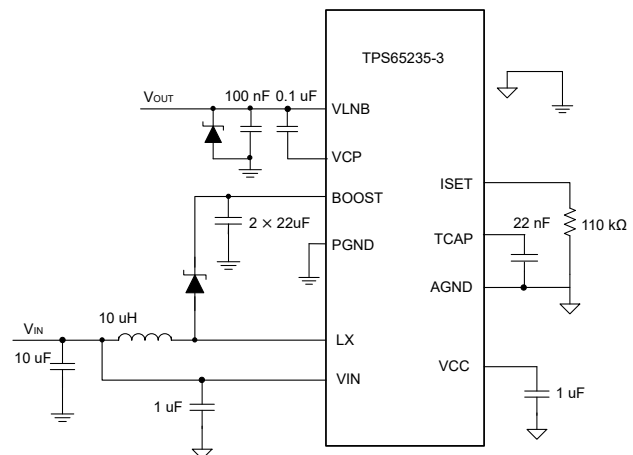 TPS65235-3
VOUT
100 nF
0.1 uF
VLNB
VCP
BOOST
2 × 22uF
PGND
ISET
TCAP
22 nF
110 kΩ
AGND
10 uH
VIN
LX
10 uF
VIN
1 uF
VCC
1 uF